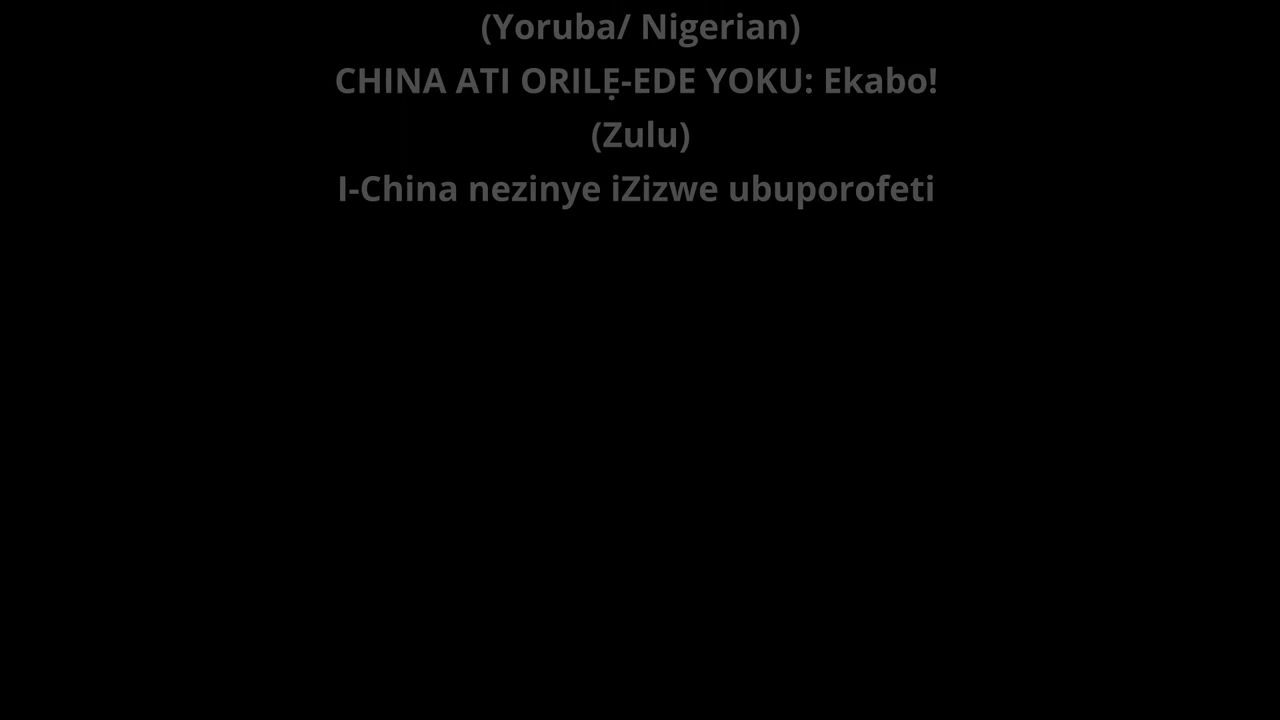 (Yoruba/ Nigerian)
CHINA ATI ORILẸ-EDE YOKU: Ekabo!
(Zulu)
I-China nezinye iZizwe ubuporofeti